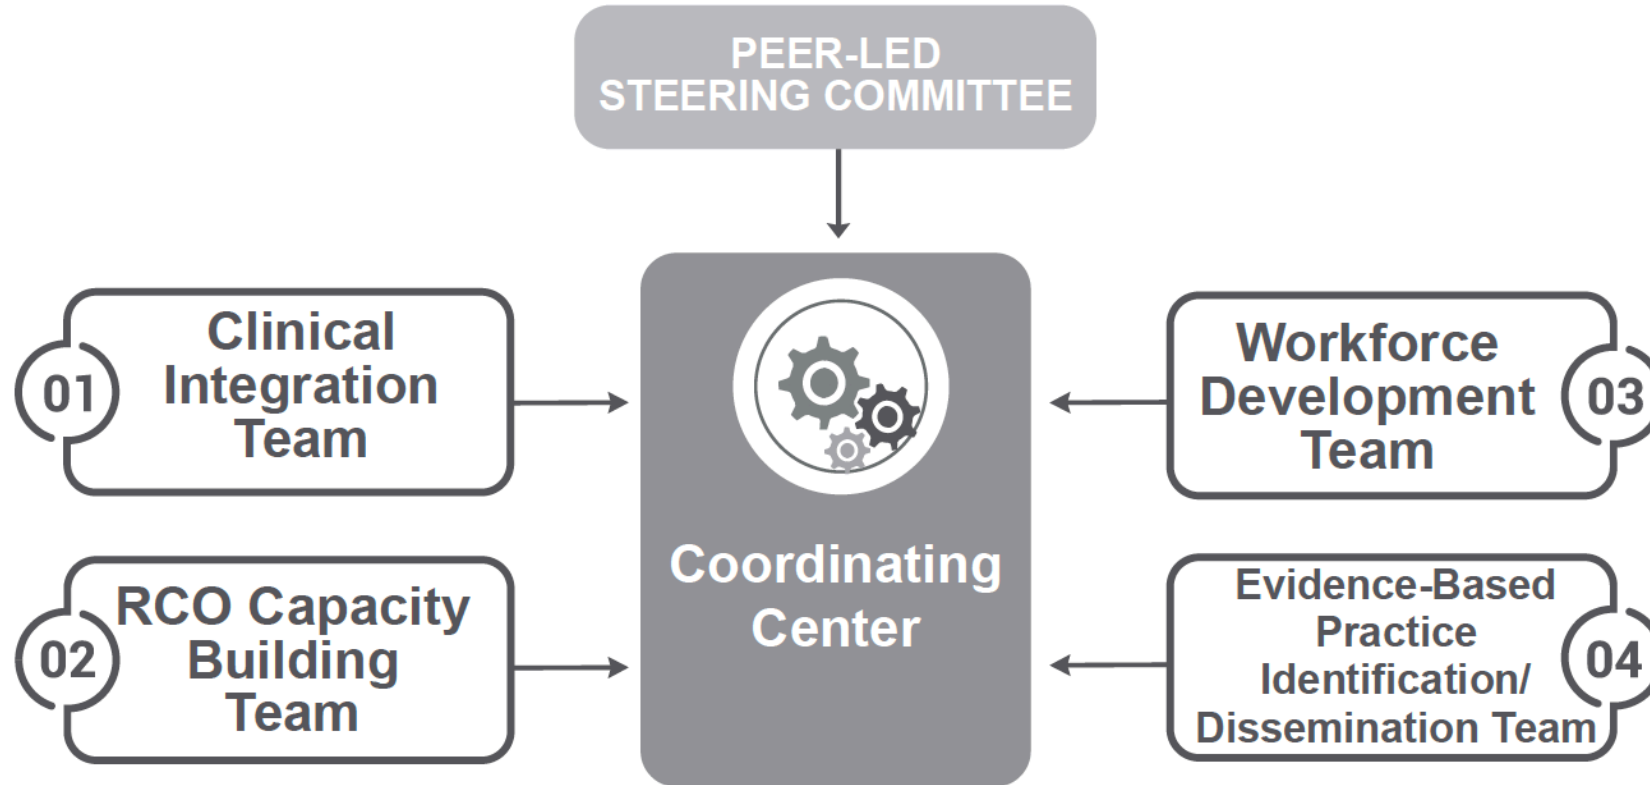 PEER-LED
STEERING COMMITTEE
01
Clinical
Integration
Team
02
RCO Capacity
Building
Team
Coordinating
Center
Workforce
Development
Team
03
Evidence-Based
Practice
Identification/
Dissemination Team
04